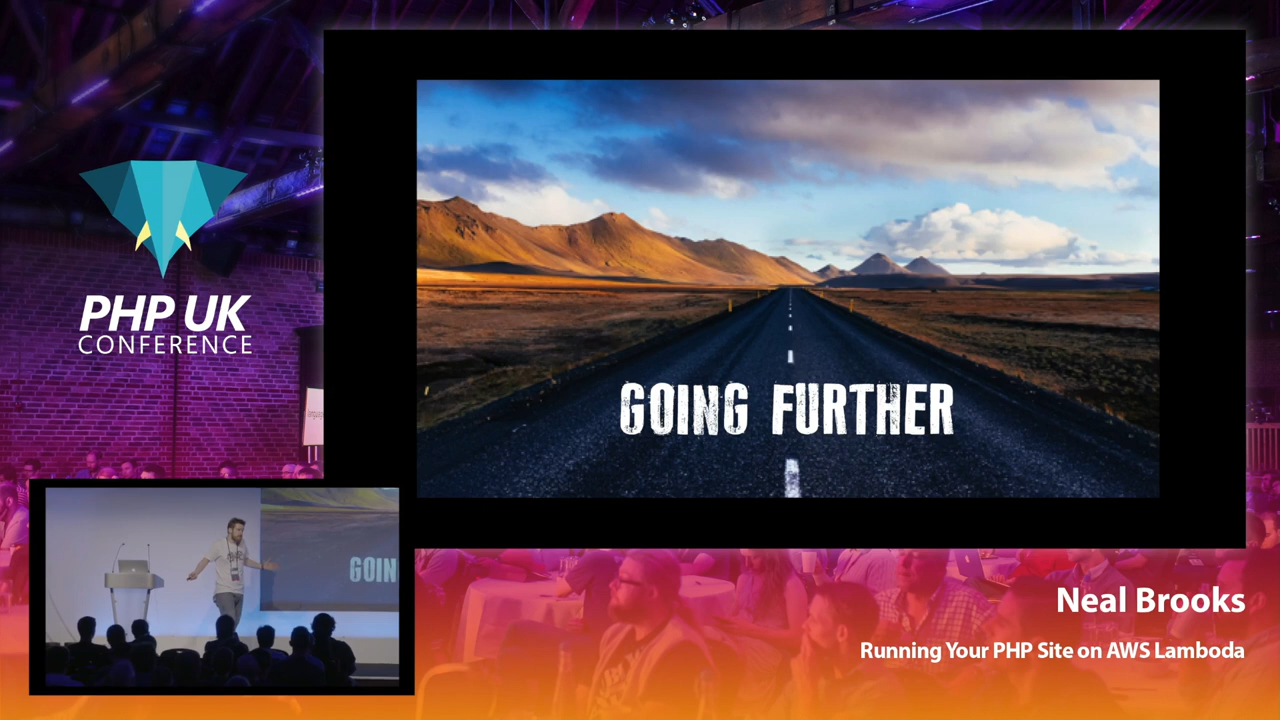 PHP UK
CONFERENCE
GOING FURTHER
GOIN
Neal Brooks
Running Your PHP Site on AWS Lamboda